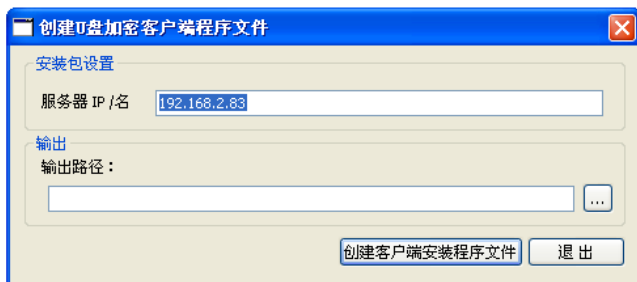 创建U盘加密客户端程序文件
安装包设置
服务器 IP /名 192.168.2.83
输出
输出路径：
...
创建客户端安装程序文件 退 出